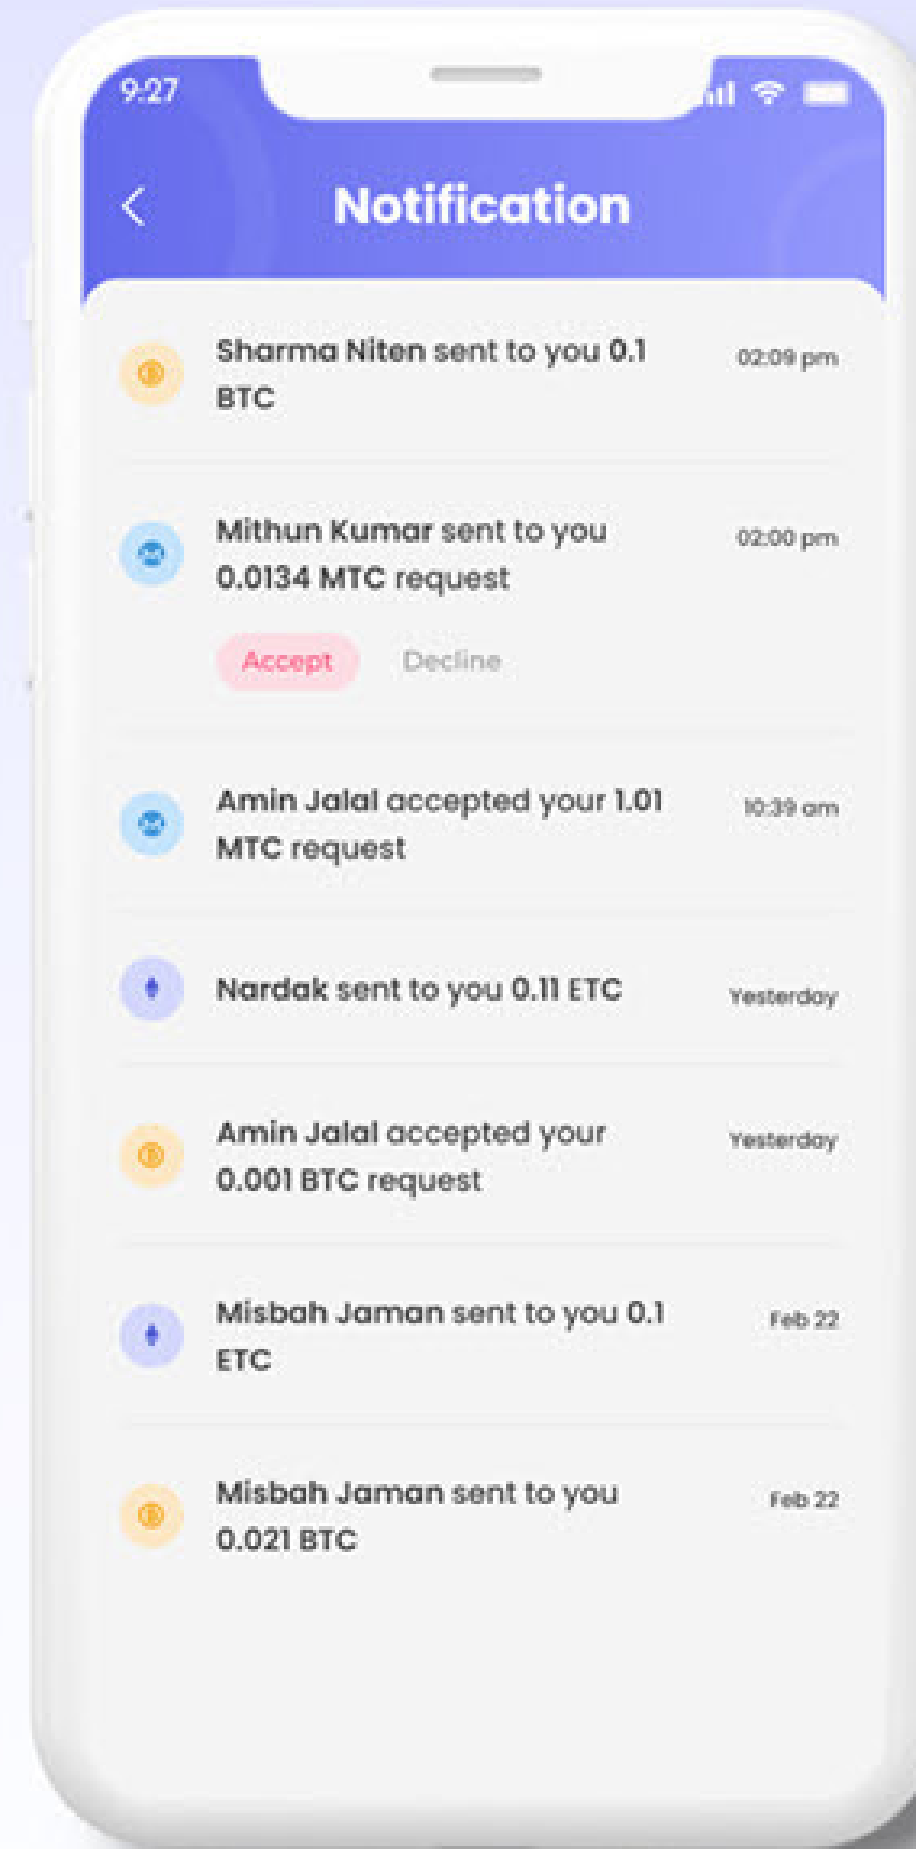 9:27
Notification
Sharma Niten sent to you 0.1
BTC
02:09 pm
Mithun Kumar sent to you
0.0134 MTC request
02:00 pm
Accept
Decline
Amin Jalal accepted your 1.01
MTC request
10:39 am
Nardak sent to you 0.11 ETC
Yesterday
Amin Jalal accepted your
0.001 BTC request
Yesterday
Misbah Jaman sent to you 0.1
ETC
Feb 22
Misbah Jaman sent to you
0.021 BTC
Feb 22